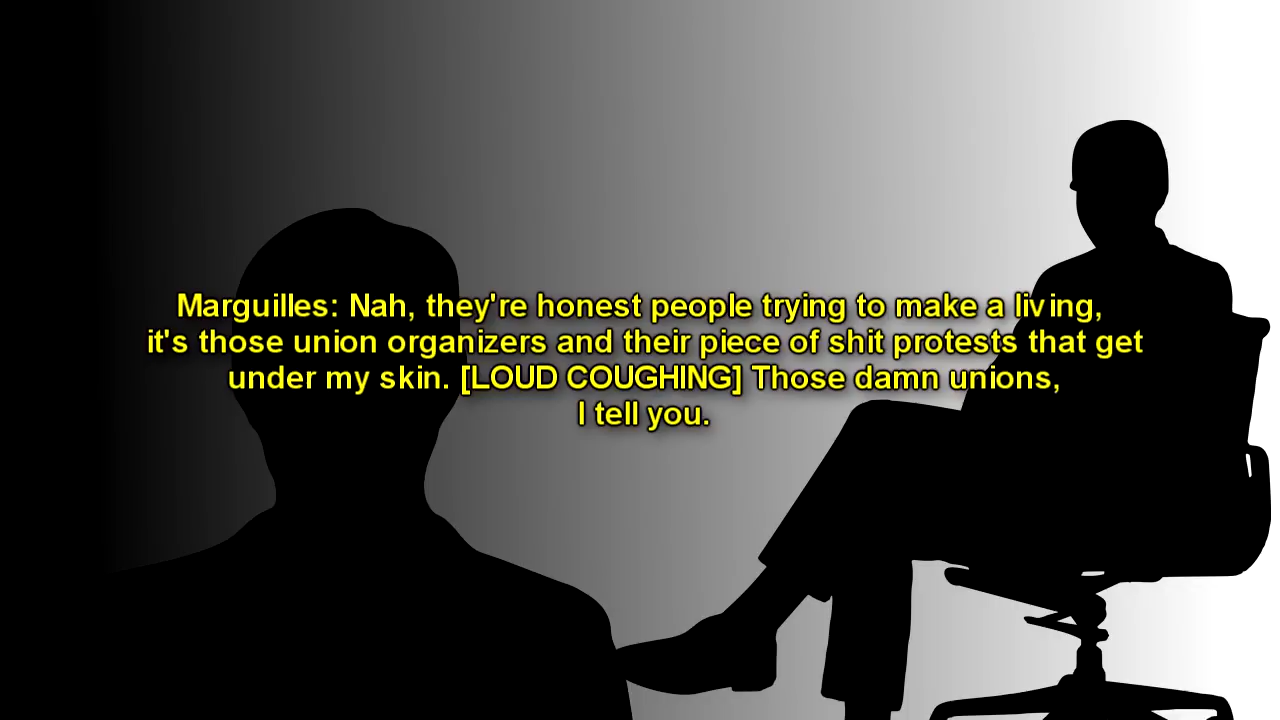 Marguilles: Nah, they're honest people trying to make a living,
it's those union organizers and their piece of shit protests that get
under my skin. [LOUD COUGHING] Those damn unions,
I tell you.